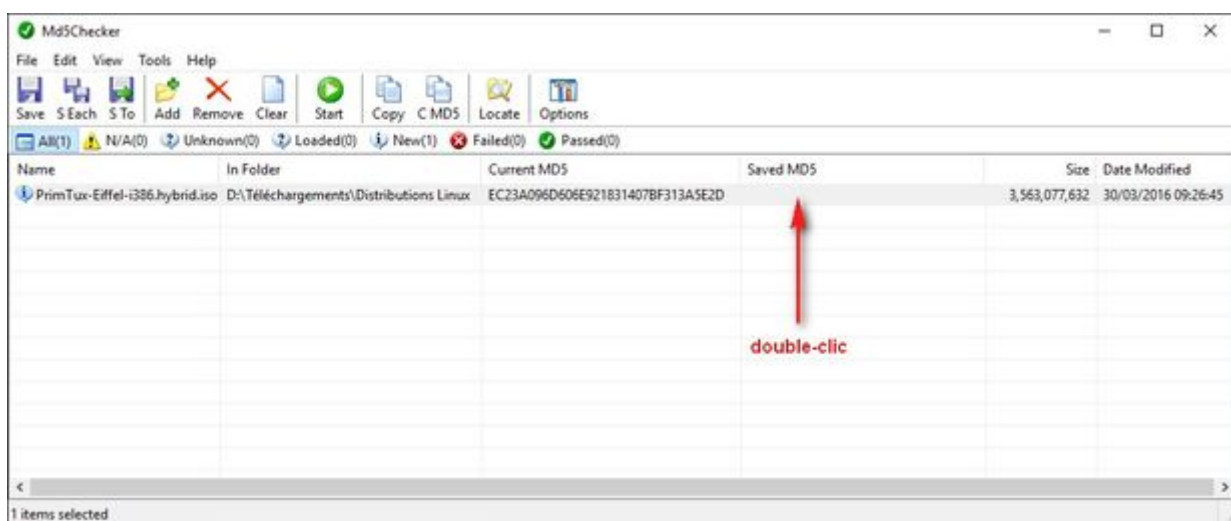 Md5Checker
File Edit View Tools Help
Save S Each S To Add Remove Clear Start Copy C MD5 Locate Options
All(1) N/A(0) Unknown(0) Loaded(0) New(1) Failed(0) Passed(0)
Name In Folder Current MD5 Saved MD5 Size Date Modified
PrimTux-Eiffel-i386.hybrid.iso D:\Téléchargements\Distributions Linux EC23A096D606E921831407BF313A5E2D 3,563,077,632 30/03/2016 09:26:45
double-clic
1 items selected